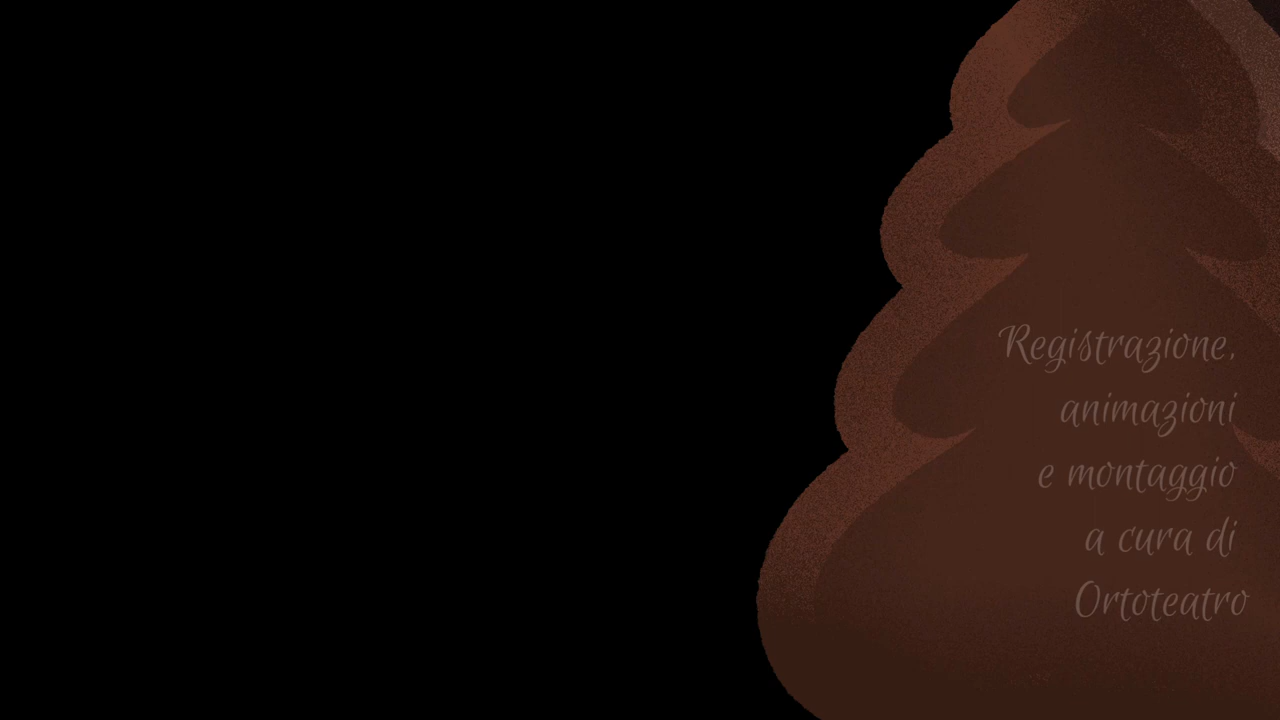 Registrazione,
animazioni
e montaggio
a cura di
Ortoteatro